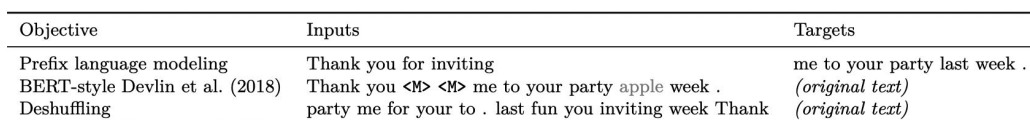 Objective Inputs Targets
Prefix language modeling Thank you for inviting me to your party last week .
BERT-style Devlin et al. (2018) Thank you <M> <M> me to your party apple week . (original text)
Deshuffling party me for your to . last fun you inviting week Thank (original text)